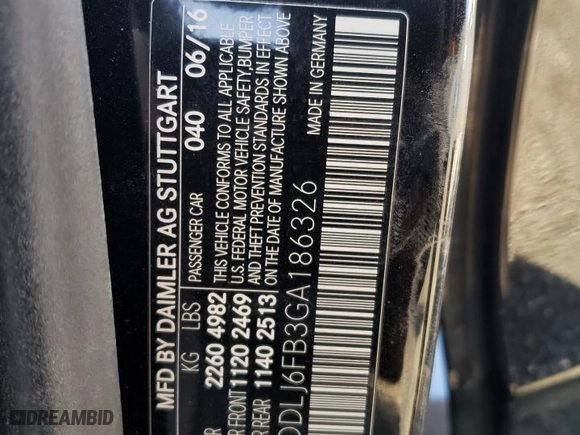 MFD BY DAIMLER AG STUTTGART
040 06/16
KG LBS PASSENGER CAR
2260 4982 THIS VEHICLE CONFORMS TO ALL APPLICABLE
FRONT 1120 2469 U.S. FEDERAL MOTOR VEHICLE SAFETY, BUMPER
REAR 1140 2513 AND THEFT PREVENTION STANDARDS IN EFFECT
ON THE DATE OF MANUFACTURE SHOWN ABOVE
DDLJ6FB3GA186326 MADE IN GERMANY
DREAMBID